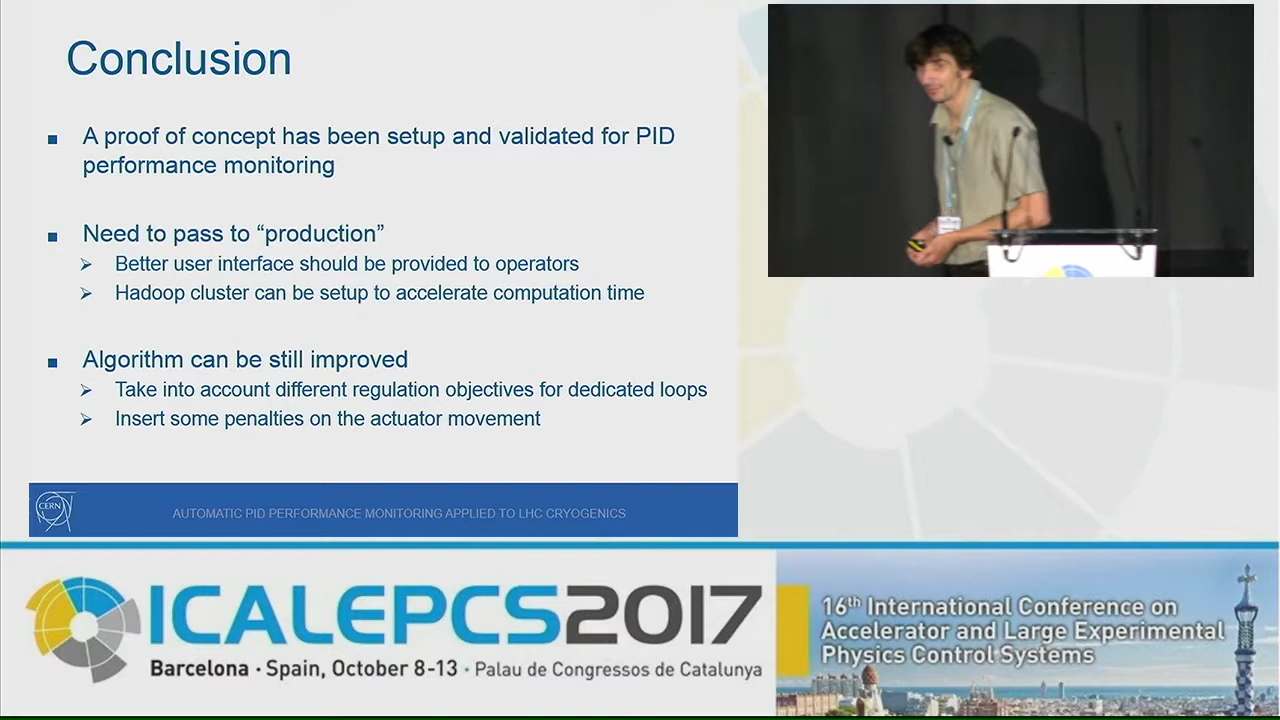 Conclusion
A proof of concept has been setup and validated for PID
performance monitoring
Need to pass to “production”
Better user interface should be provided to operators
Hadoop cluster can be setup to accelerate computation time
Algorithm can be still improved
Take into account different regulation objectives for dedicated loops
Insert some penalties on the actuator movement
CERN
AUTOMATIC PID PERFORMANCE MONITORING APPLIED TO LHC CRYOGENICS
ICALEPCS2017
Barcelona · Spain, October 8-13 · Palau de Congressos de Catalunya
16th International Conference on
Accelerator and Large Experimental
Physics Control Systems